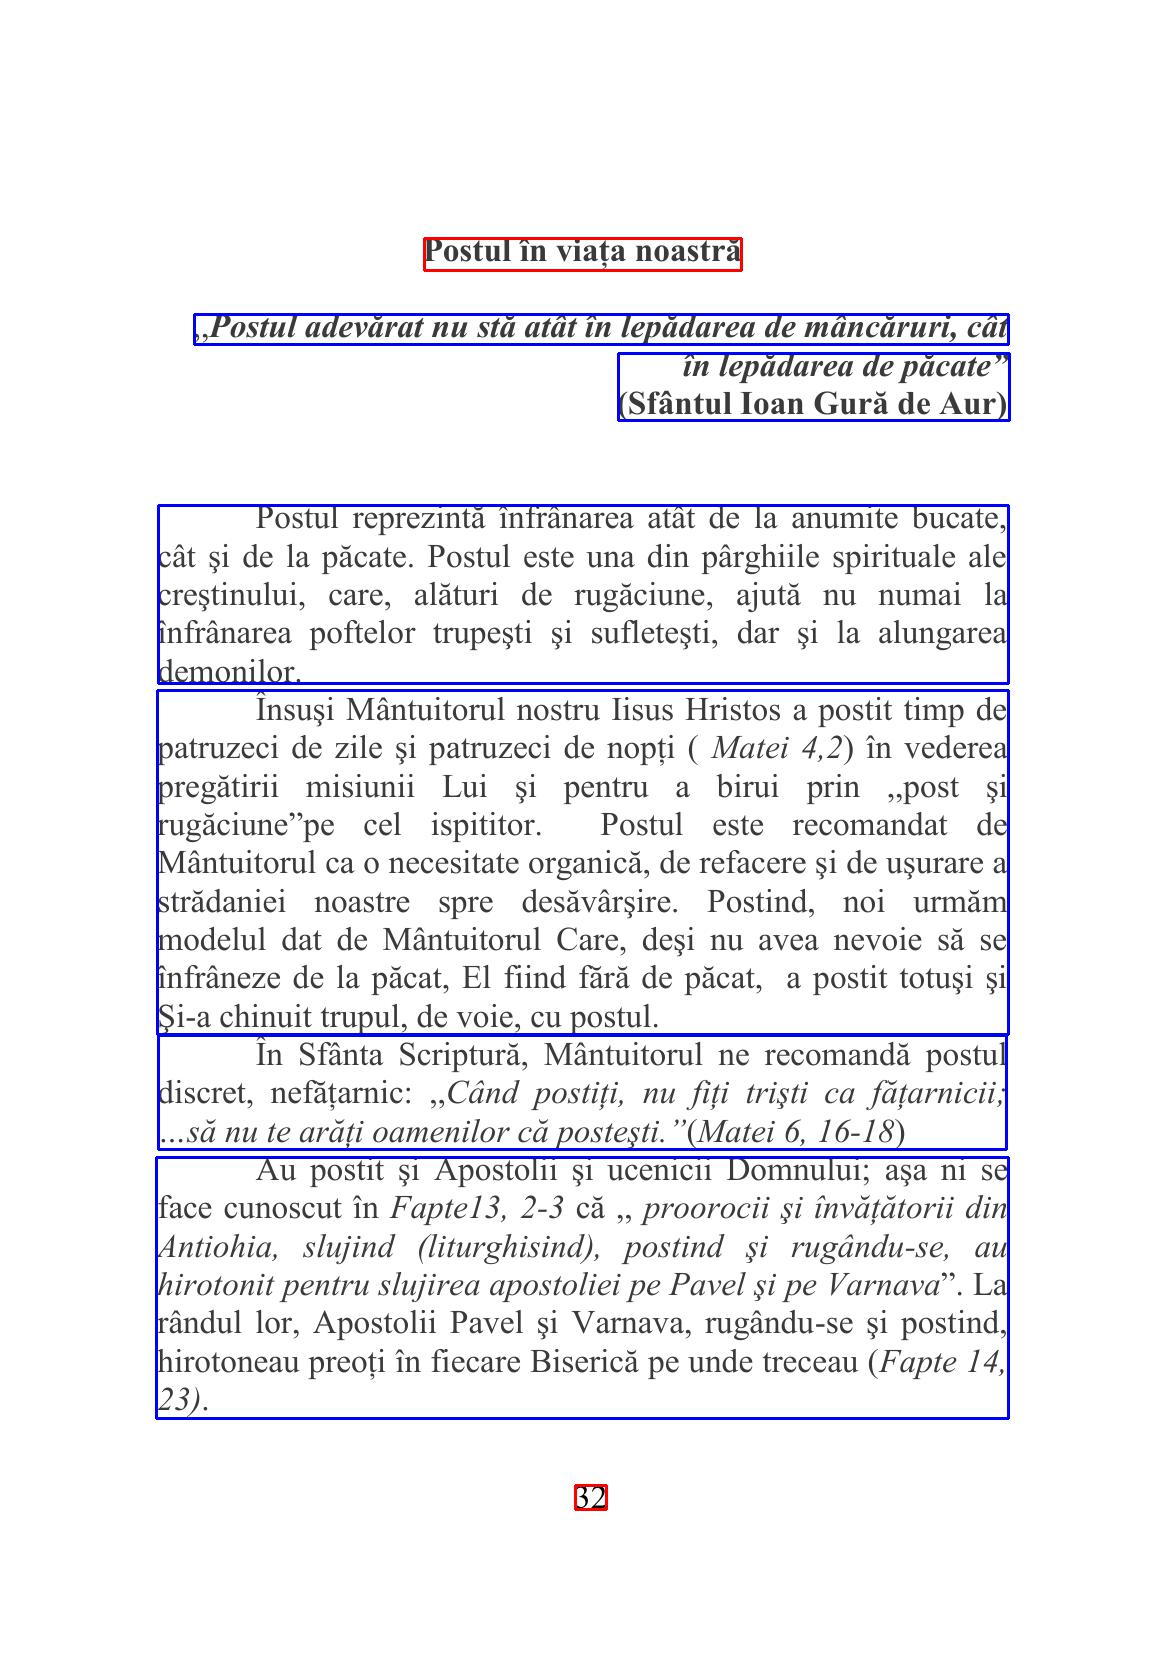 Postul în viața noastră
,,Postul adevărat nu stă atât în lepădarea de mâncăruri, cât
în lepădarea de păcate”
(Sfântul Ioan Gură de Aur)
Postul reprezintă înfrânarea atât de la anumite bucate,
cât şi de la păcate. Postul este una din pârghiile spirituale ale
creştinului, care, alături de rugăciune, ajută nu numai la
înfrânarea poftelor trupeşti şi sufleteşti, dar şi la alungarea
demonilor.
Însuşi Mântuitorul nostru Iisus Hristos a postit timp de
patruzeci de zile şi patruzeci de nopți ( Matei 4,2) în vederea
pregătirii misiunii Lui şi pentru a birui prin ,,post şi
rugăciune”pe cel ispititor. Postul este recomandat de
Mântuitorul ca o necesitate organică, de refacere şi de uşurare a
strădaniei noastre spre desăvârşire. Postind, noi urmăm
modelul dat de Mântuitorul Care, deşi nu avea nevoie să se
înfrâneze de la păcat, El fiind fără de păcat, a postit totuşi şi
Şi-a chinuit trupul, de voie, cu postul.
În Sfânta Scriptură, Mântuitorul ne recomandă postul
discret, nefățarnic: ,,Când postiți, nu fiți trişti ca fățarnicii;
...să nu te arăți oamenilor că posteşti.”(Matei 6, 16-18)
Au postit şi Apostolii şi ucenicii Domnului; aşa ni se
face cunoscut în Fapte13, 2-3 că ,, proorocii şi învățătorii din
Antiohia, slujind (liturghisind), postind şi rugându-se, au
hirotonit pentru slujirea apostoliei pe Pavel şi pe Varnava”. La
rândul lor, Apostolii Pavel şi Varnava, rugându-se şi postind,
hirotoneau preoți în fiecare Biserică pe unde treceau (Fapte 14,
23).
32